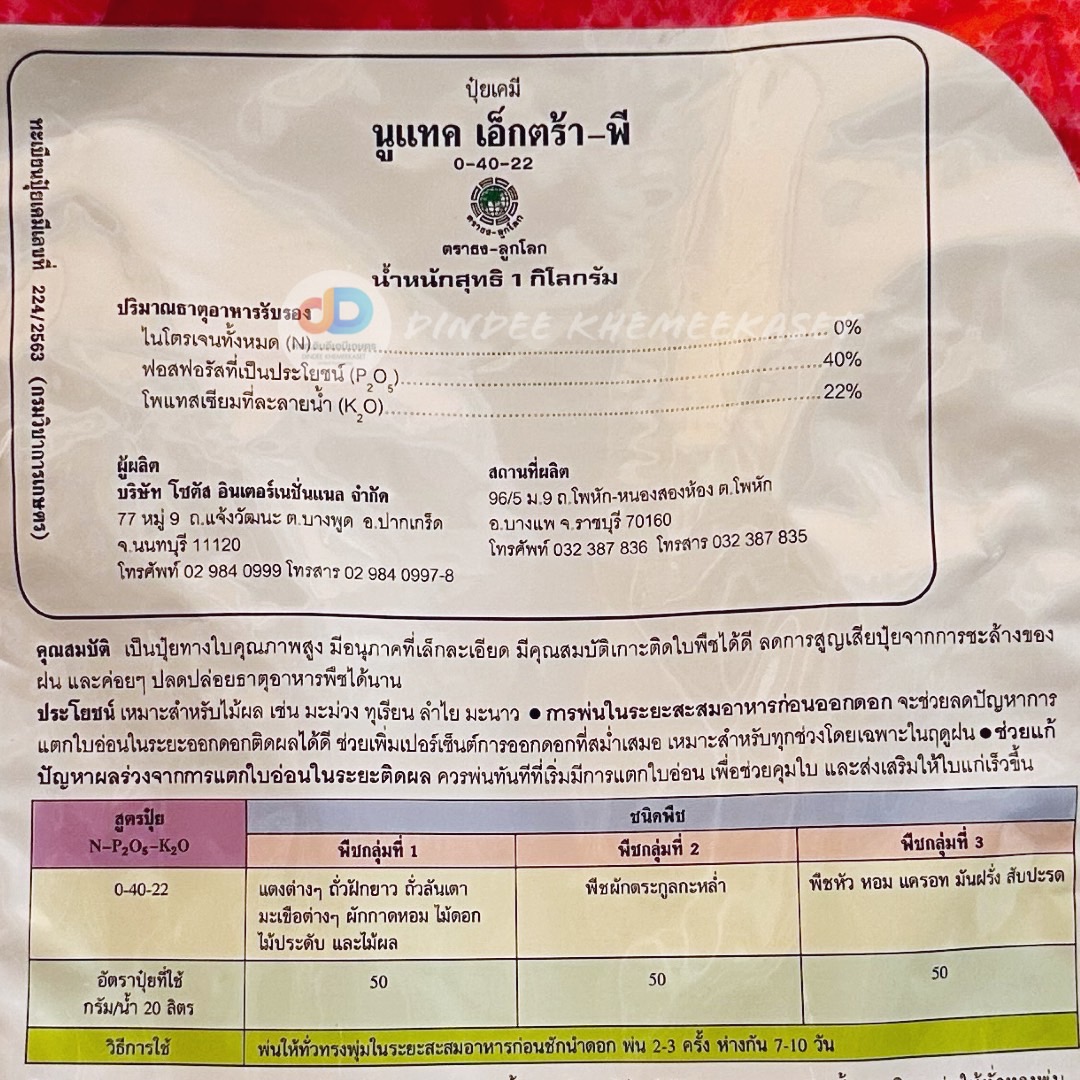 ปุ๋ยเคมี
นูแทค เอ็กตร้า-พี
0-40-22
ตราธง-ลูกโลก
ตราธง-ลูกโลก
น้ำหนักสุทธิ 1 กิโลกรัม
ทะเบียนปุ๋ยเคมีเลขที่ 224/2563 (กรมวิชาการเกษตร)
DINDEE KHEMEEKASET
DINDEE KHEMEEKASET
ปริมาณธาตุอาหารรับรอง
ไนโตรเจนทั้งหมด (N) 0%
ฟอสฟอรัสที่เป็นประโยชน์ (P₂O₅) 40%
โพแทสเซียมที่ละลายน้ำ (K₂O) 22%
ผู้ผลิต
บริษัท โซตัส อินเตอร์เนชั่นแนล จำกัด
77 หมู่ 9 ถ.แจ้งวัฒนะ ต.บางพูด อ.ปากเกร็ด
จ.นนทบุรี 11120
โทรศัพท์ 02 984 0999 โทรสาร 02 984 0997-8
สถานที่ผลิต
96/5 ม.9 ถ.โพหัก-หนองสองห้อง ต.โพหัก
อ.บางแพ จ.ราชบุรี 70160
โทรศัพท์ 032 387 836 โทรสาร 032 387 835
คุณสมบัติ เป็นปุ๋ยทางใบคุณภาพสูง มีอนุภาคที่เล็กละเอียด มีคุณสมบัติเกาะติดใบพืชได้ดี ลดการสูญเสียปุ๋ยจากการชะล้างของ
ฝน และค่อยๆ ปลดปล่อยธาตุอาหารพืชได้นาน
ประโยชน์ เหมาะสำหรับไม้ผล เช่น มะม่วง ทุเรียน ลำไย มะนาว ● การพ่นในระยะสะสมอาหารก่อนออกดอก จะช่วยลดปัญหาการ
แตกใบอ่อนในระยะออกดอกติดผลได้ดี ช่วยเพิ่มเปอร์เซ็นต์การออกดอกที่สม่ำเสมอ เหมาะสำหรับทุกช่วงโดยเฉพาะในฤดูฝน ● ช่วยแก้
ปัญหาผลร่วงจากการแตกใบอ่อนในระยะติดผล ควรพ่นทันทีที่เริ่มมีการแตกใบอ่อน เพื่อช่วยคุมใบ และส่งเสริมให้ใบแก่เร็วขึ้น
สูตรปุ๋ย
N-P₂O₅-K₂O
ชนิดพืช
พืชกลุ่มที่ 1
พืชกลุ่มที่ 2
พืชกลุ่มที่ 3
0-40-22
แตงต่างๆ ถั่วฝักยาว ถั่วลันเตา
มะเขือต่างๆ ผักกาดหอม ไม้ดอก
ไม้ประดับ และไม้ผล
พืชผักตระกูลกะหล่ำ
พืชหัว หอม แครอท มันฝรั่ง สับปะรด
อัตราปุ๋ยที่ใช้
กรัม/น้ำ 20 ลิตร
50
50
50
วิธีการใช้
พ่นให้ทั่วทรงพุ่มในระยะสะสมอาหารก่อนชักนำดอก พ่น 2-3 ครั้ง ห่างกัน 7-10 วัน